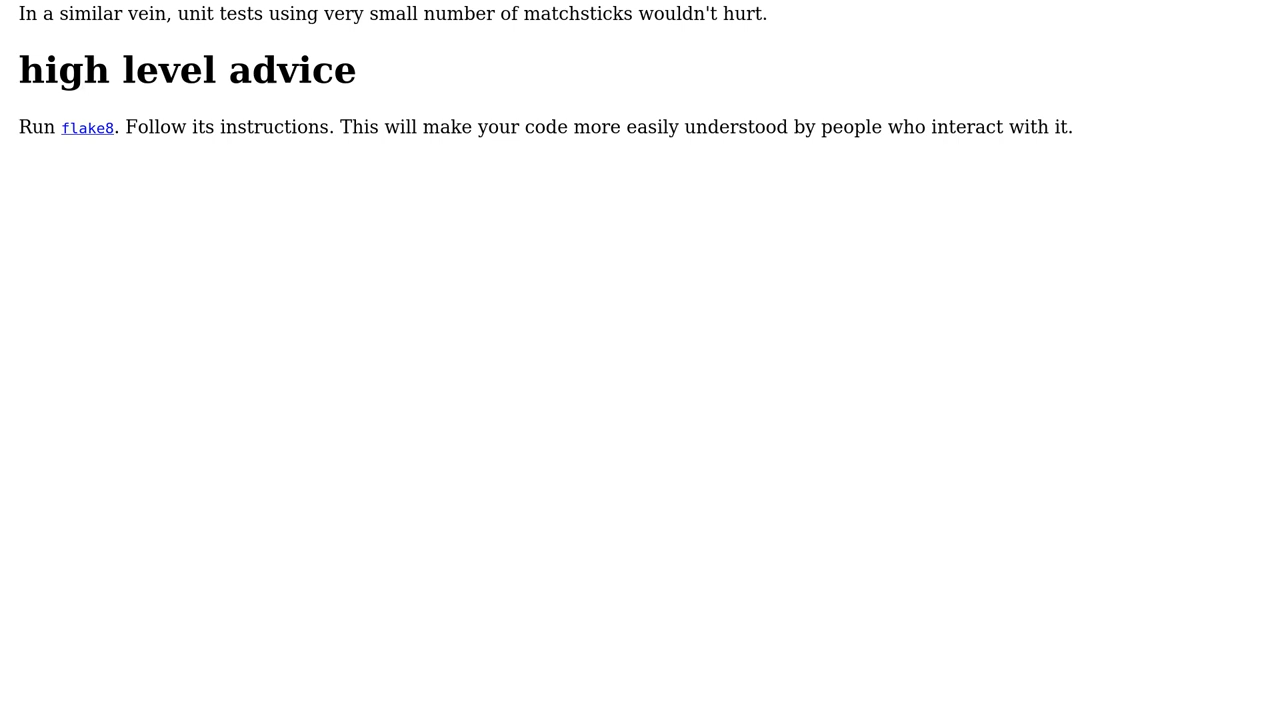 In a similar vein, unit tests using very small number of matchsticks wouldn't hurt.
high level advice
Run flake8. Follow its instructions. This will make your code more easily understood by people who interact with it.